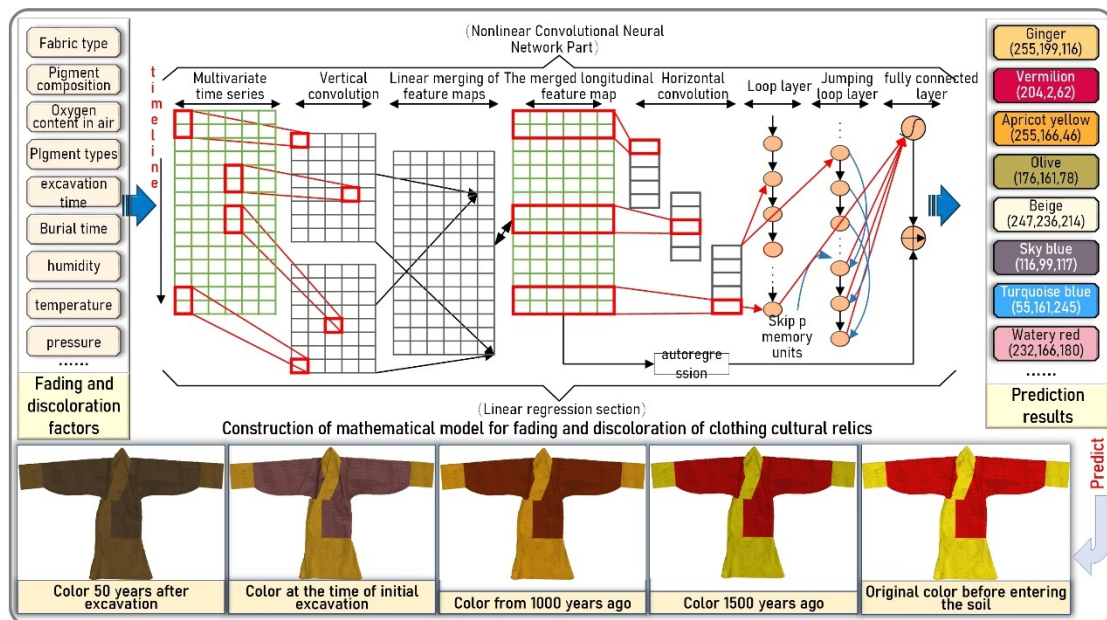 Fabric type
Pigment
composition
Oxygen
content in air
PIgment types
excavation
time
Burial time
humidity
temperature
pressure
......
Fading and
discoloration
factors
timeline
(Nonlinear Convolutional Neural
Network Part)
Multivariate
time series
Vertical
convolution
Linear merging of
feature maps
The merged longitudinal
feature map
Horizontal
convolution
Loop layer
Jumping
loop layer
fully connected
layer
Skip p
memory
units
autoregre
ssion
(Linear regression section)
Construction of mathematical model for fading and discoloration of clothing cultural relics
Ginger
(255,199,116)
Vermilion
(204,2,62)
Apricot yellow
(255,166,46)
Olive
(176,161,78)
Beige
(247,236,214)
Sky blue
(116,99,117)
Turquoise blue
(55,161,245)
Watery red
(232,166,180)
......
Prediction
results
Predict
Color 50 years after
excavation
Color at the time of initial
excavation
Color from 1000 years ago
Color 1500 years ago
Original color before entering
the soil